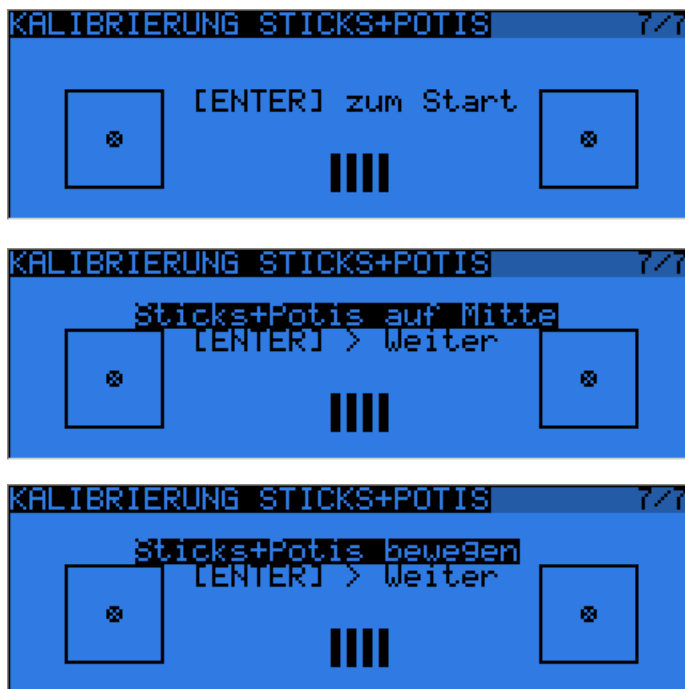 KALIBRIERUNG STICKS+POTIS 7/7
[ENTER] zum Start
KALIBRIERUNG STICKS+POTIS 7/7
Sticks+Potis auf Mitte
[ENTER] > Weiter
KALIBRIERUNG STICKS+POTIS 7/7
Sticks+Potis bewegen
[ENTER] > Weiter